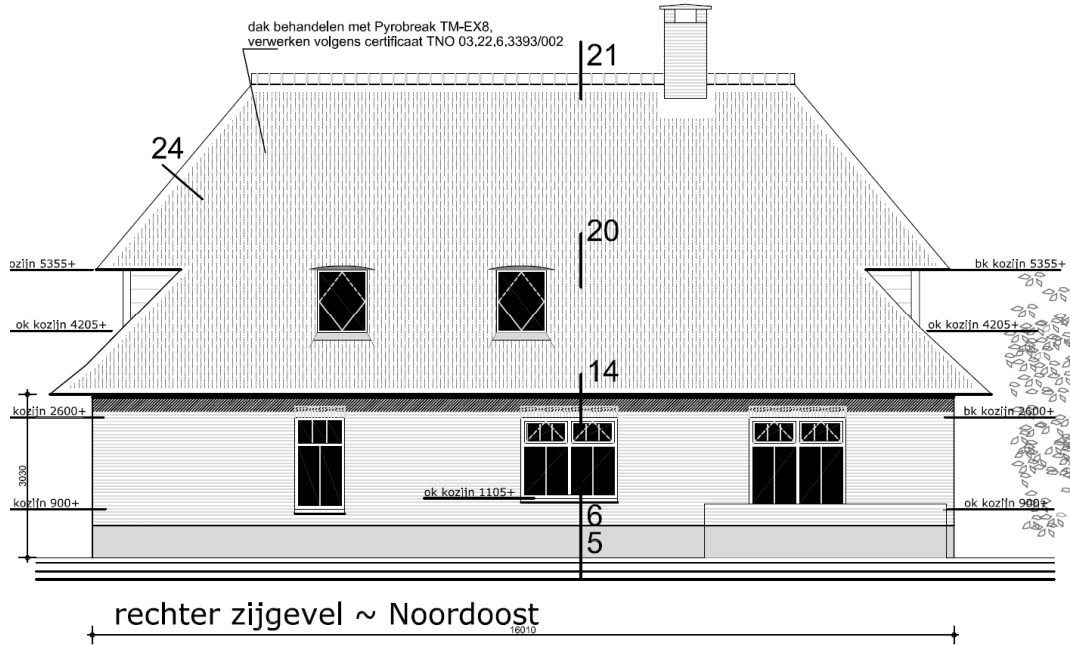 dak behandelen met Pyrobreak TM-EX8,
verwerken volgens certificaat TNO 03,22,6,3393/002
21
24
20
ozijn 5355+
bk kozijn 5355+
ok kozijn 4205+
ok kozijn 4205+
14
kozijn 2600+
bk kozijn 2600+
3030
ok kozijn 1105+
kozijn 900+
ok kozijn 900+
6
5
rechter zijgevel ~ Noordoost
16010